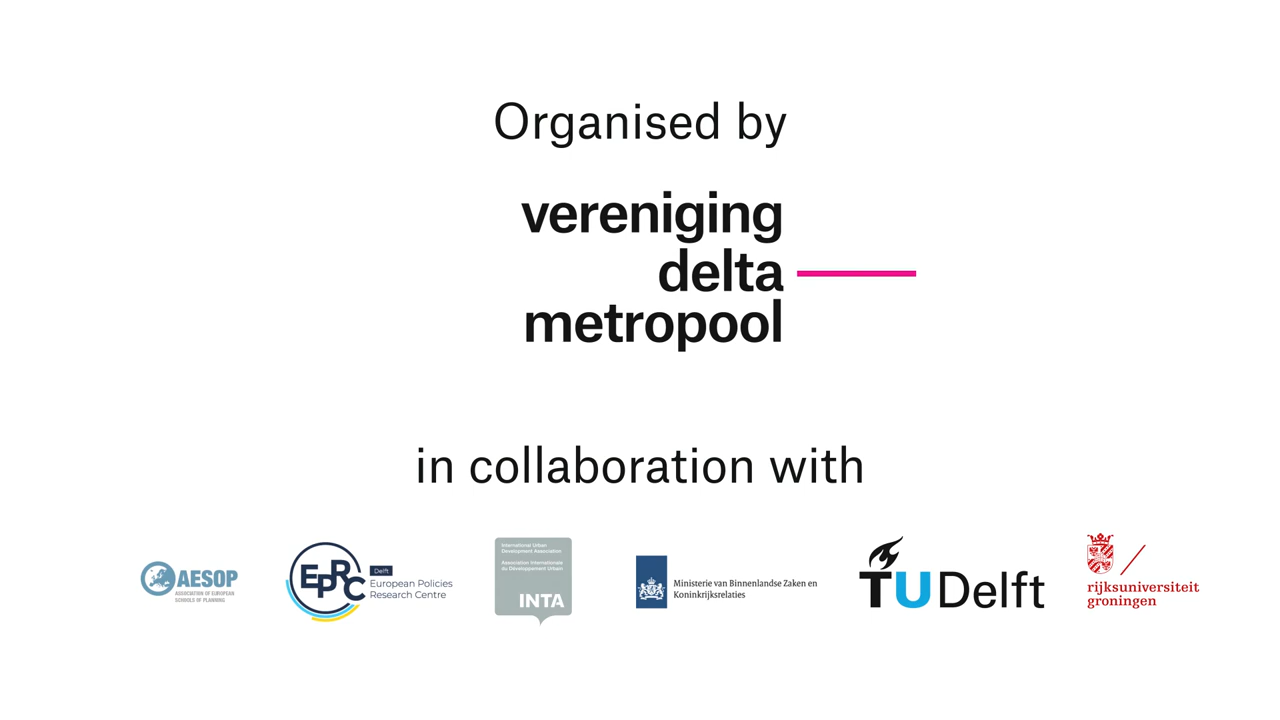 Organised by
vereniging
delta
metropool
in collaboration with
AESOP
ASSOCIATION OF EUROPEAN
SCHOOLS OF PLANNING
EPRC
Delft
European Policies
Research Centre
International Urban
Development Association
Association Internationale
du Développement Urbain
INTA
Ministerie van Binnenlandse Zaken en
Koninkrijksrelaties
TU Delft
rijksuniversiteit
groningen